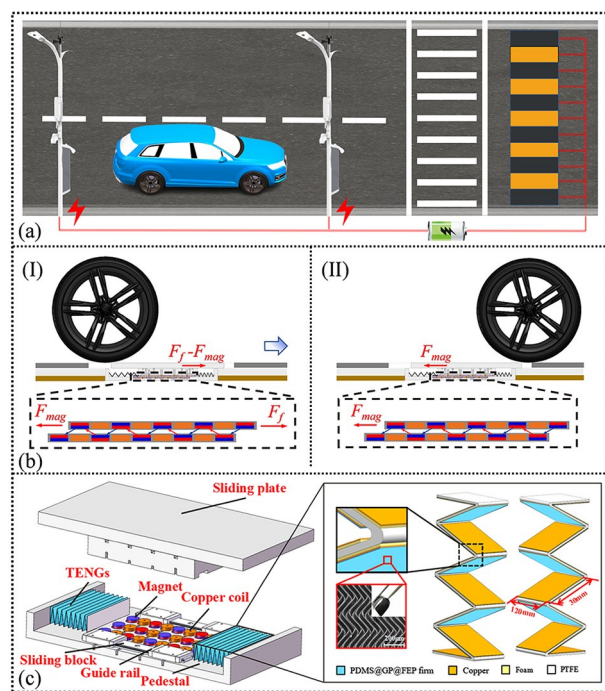 (a)
(I)
(II)
F_f-F_mag
F_mag
F_mag
F_f
F_mag
(b)
Sliding plate
TENGs
Magnet
Copper coil
Sliding block
Guide rail
Pedestal
(c)
200um
120mm
30mm
PDMS@GP@FEP firm
Copper
Foam
PTFE